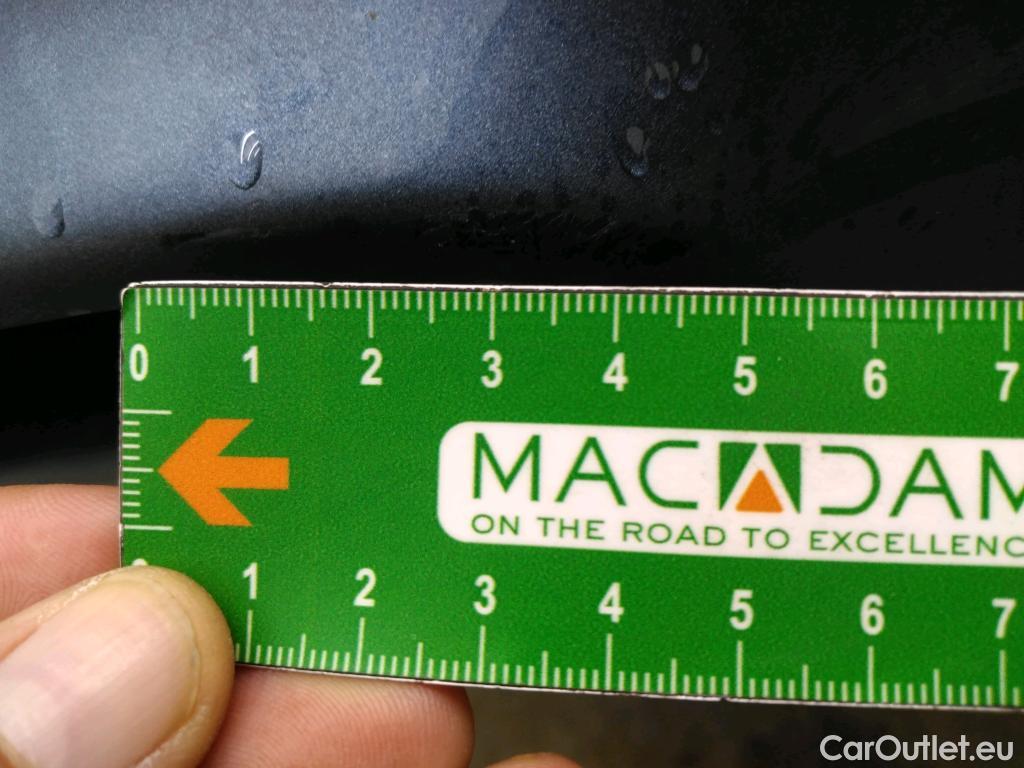 0 1 2 3 4 5 6 7
MACADAM
ON THE ROAD TO EXCELLENC
1 2 3 4 5 6 7
CarOutlet.eu